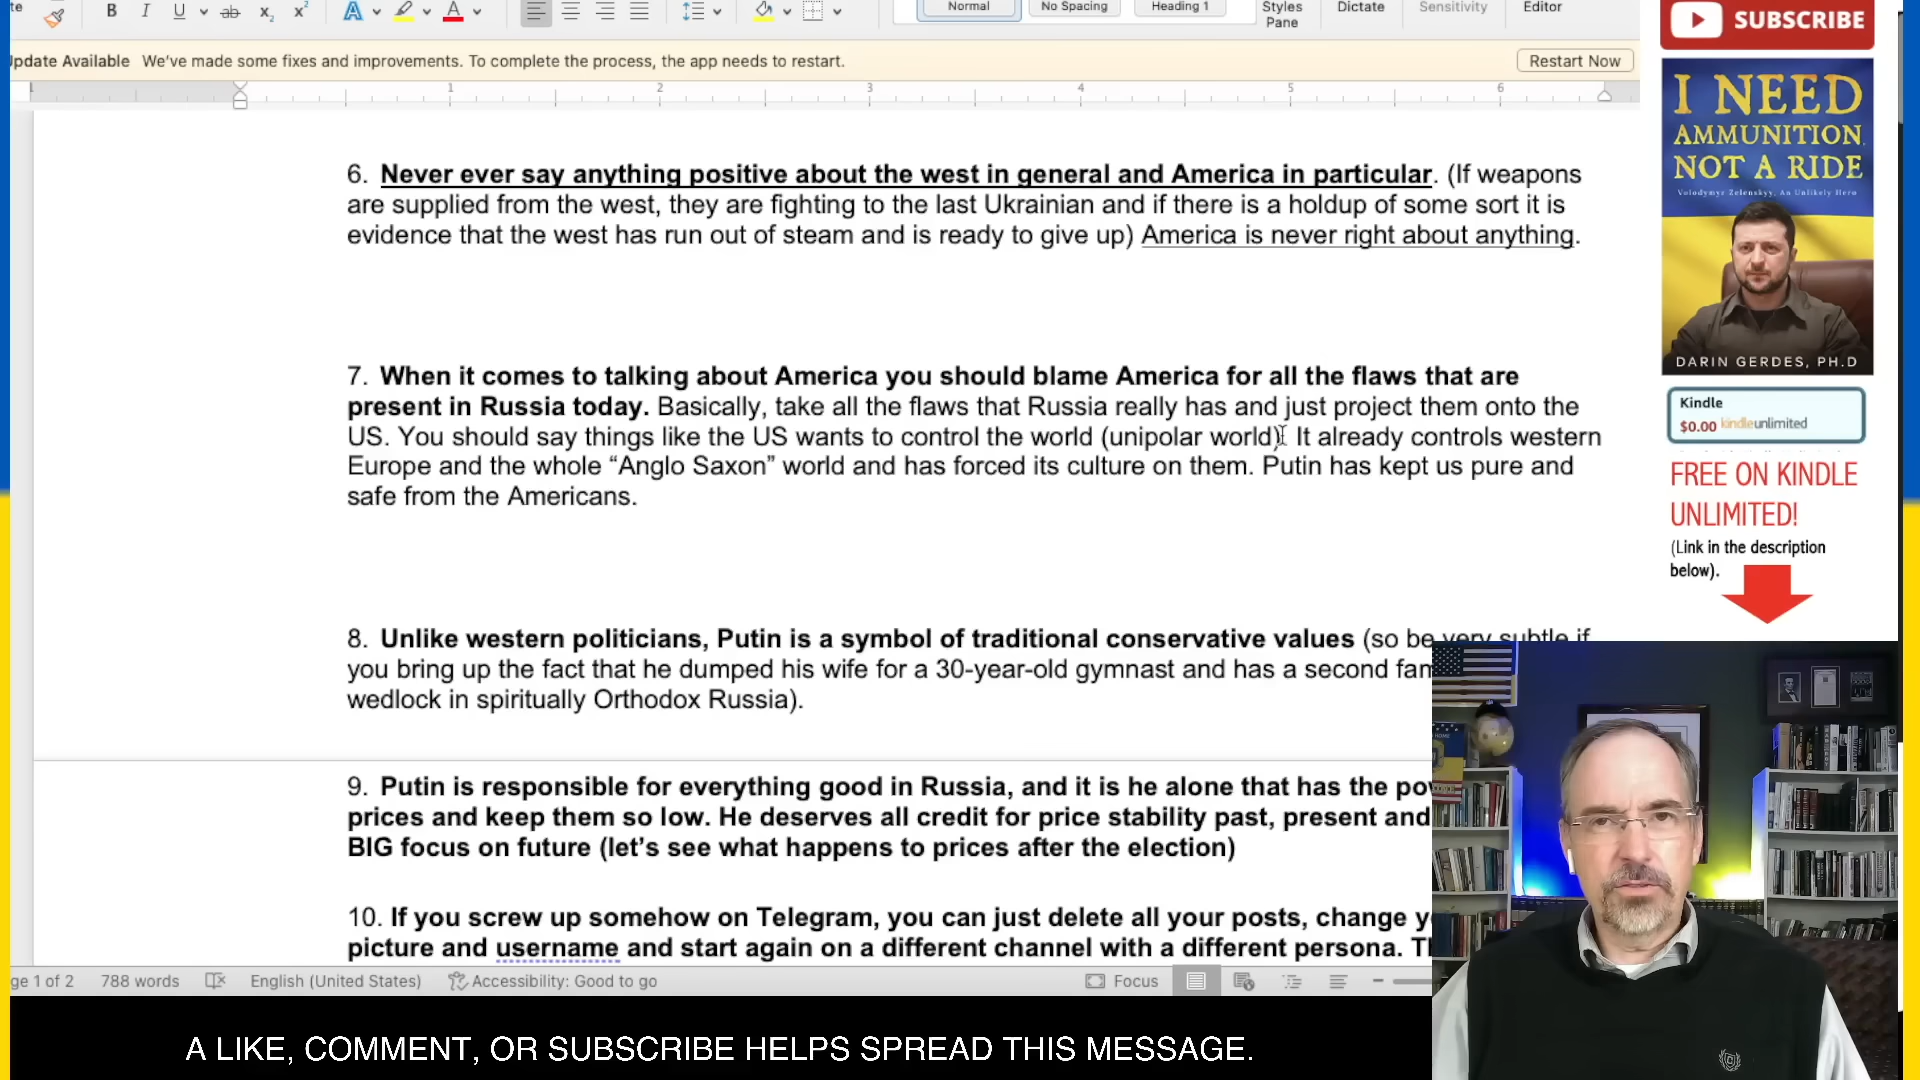 B I U ab x₂ x² A A
Normal
No Spacing
Heading 1
Styles
Pane
Dictate
Sensitivity
Editor
Update Available We've made some fixes and improvements. To complete the process, the app needs to restart.
Restart Now
1 1 2 3 4 5 6
6. Never ever say anything positive about the west in general and America in particular. (If weapons
are supplied from the west, they are fighting to the last Ukrainian and if there is a holdup of some sort it is
evidence that the west has run out of steam and is ready to give up) America is never right about anything.
7. When it comes to talking about America you should blame America for all the flaws that are
present in Russia today. Basically, take all the flaws that Russia really has and just project them onto the
US. You should say things like the US wants to control the world (unipolar world). It already controls western
Europe and the whole “Anglo Saxon” world and has forced its culture on them. Putin has kept us pure and
safe from the Americans.
8. Unlike western politicians, Putin is a symbol of traditional conservative values (so be very subtle if
you bring up the fact that he dumped his wife for a 30-year-old gymnast and has a second fam
wedlock in spiritually Orthodox Russia).
9. Putin is responsible for everything good in Russia, and it is he alone that has the po
prices and keep them so low. He deserves all credit for price stability past, present and
BIG focus on future (let’s see what happens to prices after the election)
10. If you screw up somehow on Telegram, you can just delete all your posts, change y
picture and username and start again on a different channel with a different persona. T
ge 1 of 2
788 words
English (United States)
Accessibility: Good to go
Focus
A LIKE, COMMENT, OR SUBSCRIBE HELPS SPREAD THIS MESSAGE.
SUBSCRIBE
I NEED
AMMUNITION,
NOT A RIDE
Volodymyr Zelenskyy, An Unlikely Hero
DARIN GERDES, PH.D
Kindle
$0.00 kindleunlimited
FREE ON KINDLE
UNLIMITED!
(Link in the description
below).